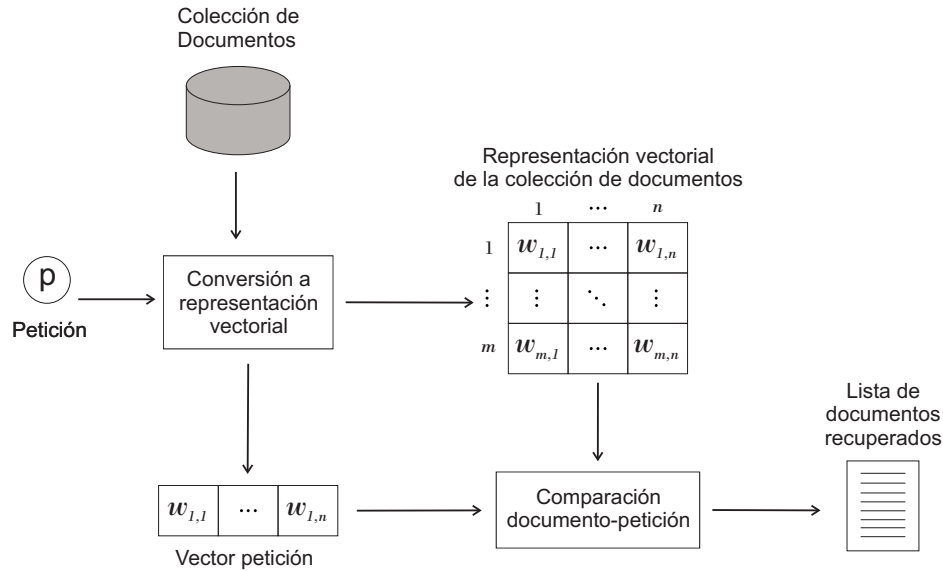 Colección de
Documentos
Representación vectorial
de la colección de documentos
1 ... n
1 w1,1 ... w1,n
⋮ ⋮ ⋱ ⋮
m wm,1 ... wm,n
p
Petición
Conversión a
representación
vectorial
Lista de
documentos
recuperados
w1,1 ... w1,n
Vector petición
Comparación
documento-petición